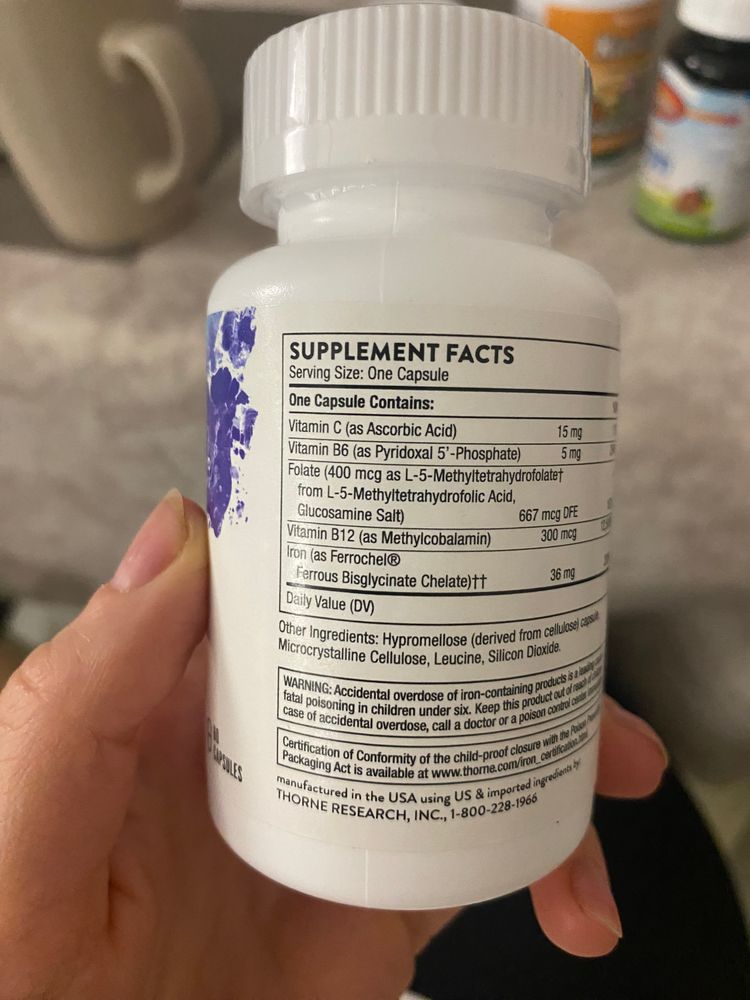 SUPPLEMENT FACTS
Serving Size: One Capsule
One Capsule Contains:
Vitamin C (as Ascorbic Acid) 15 mg
Vitamin B6 (as Pyridoxal 5'-Phosphate) 5 mg
Folate (400 mcg as L-5-Methyltetrahydrofolate†
from L-5-Methyltetrahydrofolic Acid,
Glucosamine Salt) 667 mcg DFE
Vitamin B12 (as Methylcobalamin) 300 mcg
Iron (as Ferrochel®
Ferrous Bisglycinate Chelate)†† 36 mg
Daily Value (DV)
Other Ingredients: Hypromellose (derived from cellulose) capsule,
Microcrystalline Cellulose, Leucine, Silicon Dioxide.
WARNING: Accidental overdose of iron-containing products is a leading
fatal poisoning in children under six. Keep this product out of reach of
case of accidental overdose, call a doctor or a poison control center
Certification of Conformity of the child-proof closure with the Poison
Packaging Act is available at www.thorne.com/iron_certification.html
manufactured in the USA using US & imported ingredients by:
THORNE RESEARCH, INC., 1-800-228-1966
60
CAPSULES